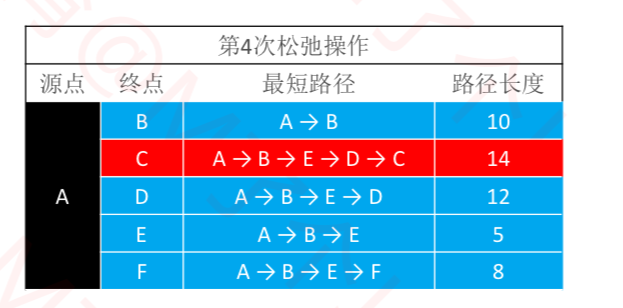 第4次松弛操作
源点 终点 最短路径 路径长度
B A → B 10
C A → B → E → D → C 14
A D A → B → E → D 12
E A → B → E 5
F A → B → E → F 8